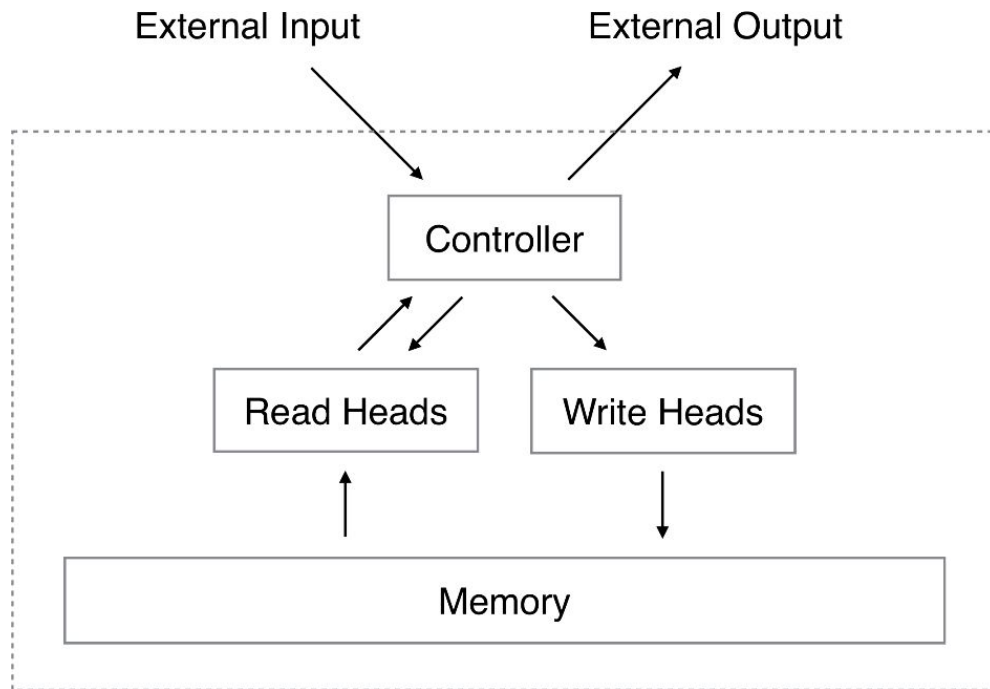 External Input
External Output
Controller
Read Heads
Write Heads
Memory